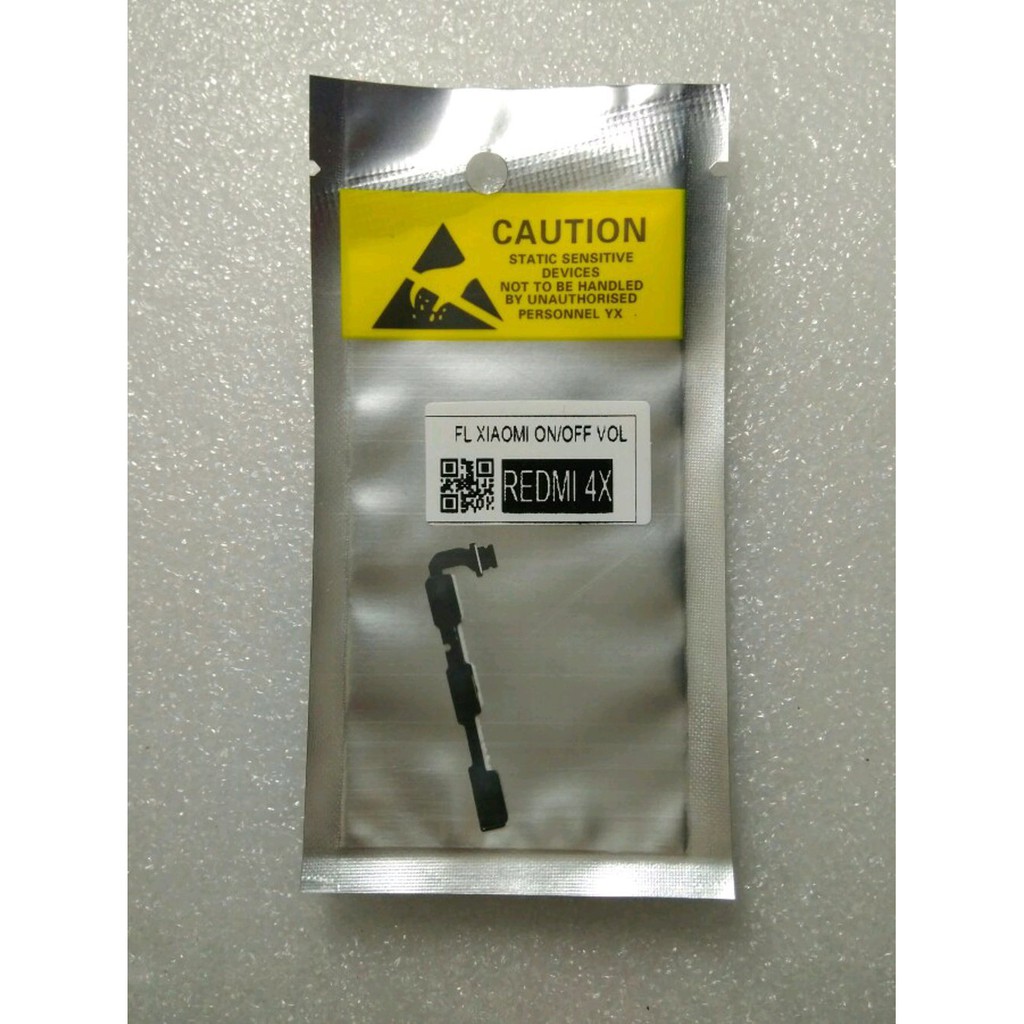 CAUTION
STATIC SENSITIVE
DEVICES
NOT TO BE HANDLED
BY UNAUTHORISED
PERSONNEL YX
FL XIAOMI ON/OFF VOL
REDMI 4X